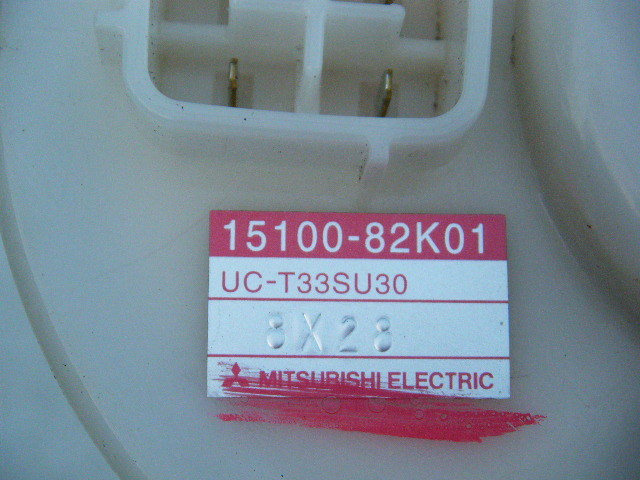 15100-82K01
UC-T33SU30
8X28
MITSUBISHI ELECTRIC